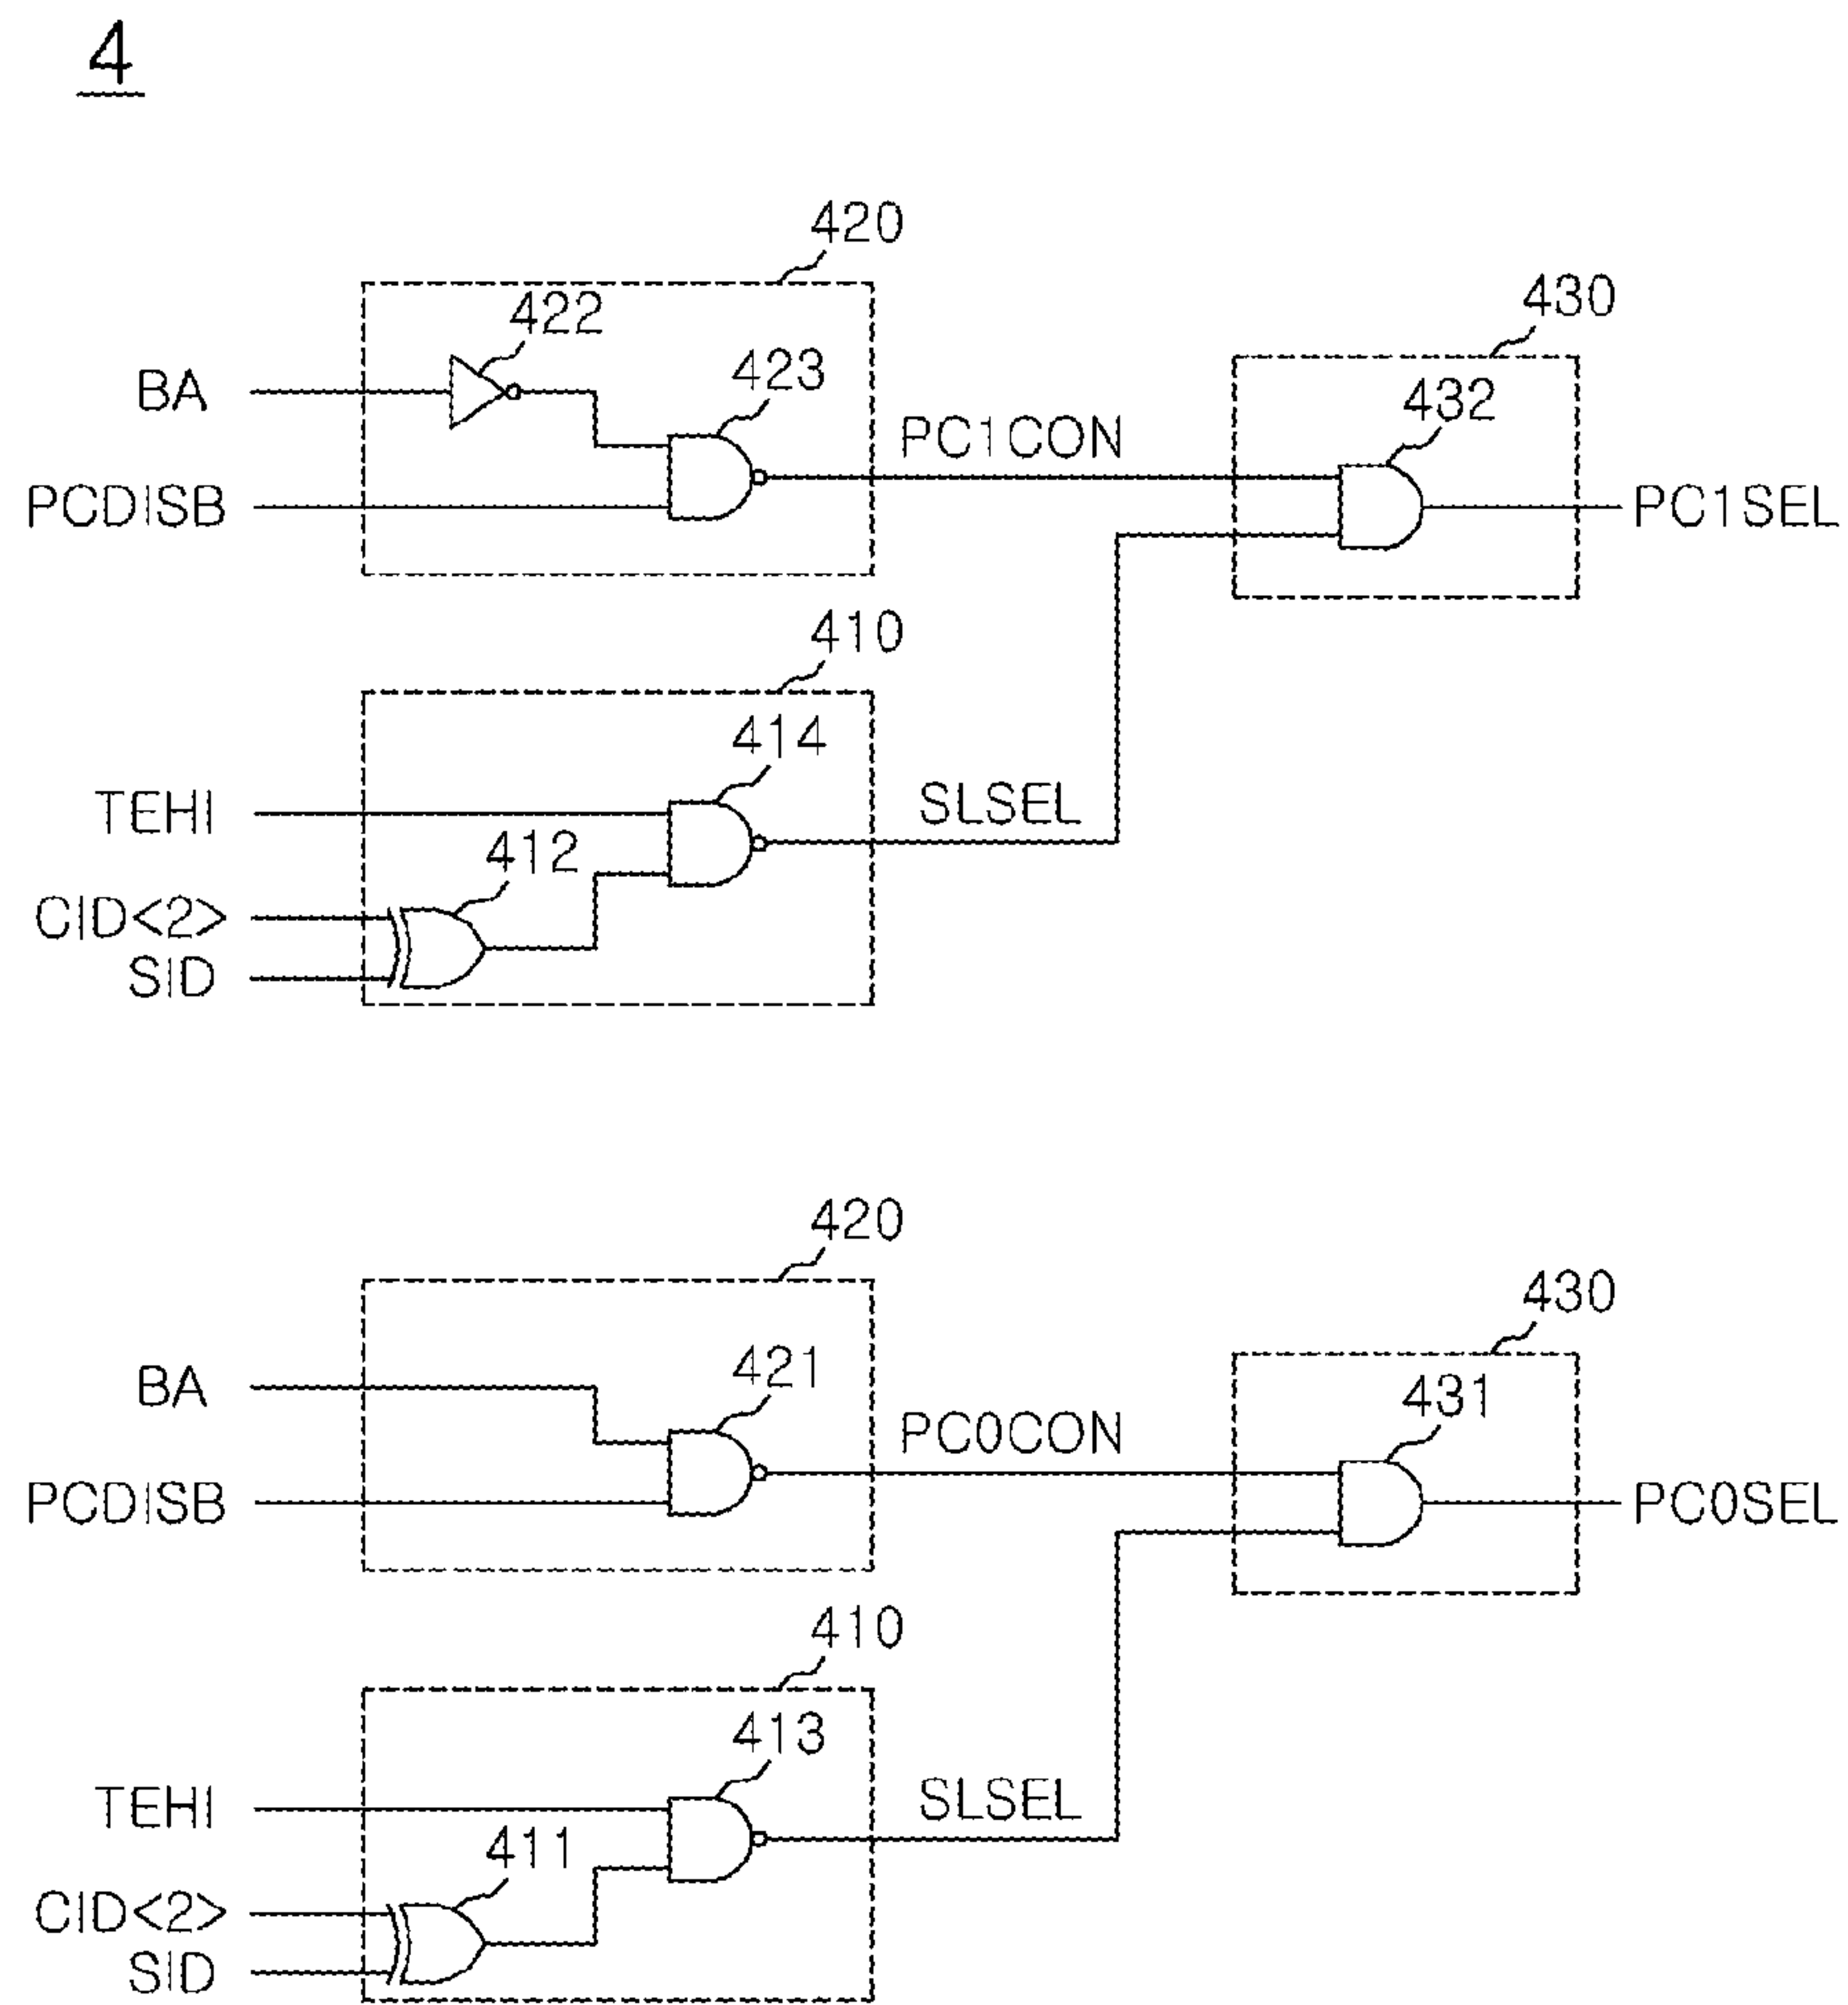 4
420
422
430
BA
423
432
PC1CON
PCDISB
PC1SEL
410
414
TEHI
SLSEL
412
CID<2>
SID
420
430
BA
421
431
PC0CON
PCDISB
PC0SEL
410
413
TEHI
SLSEL
411
CID<2>
SID